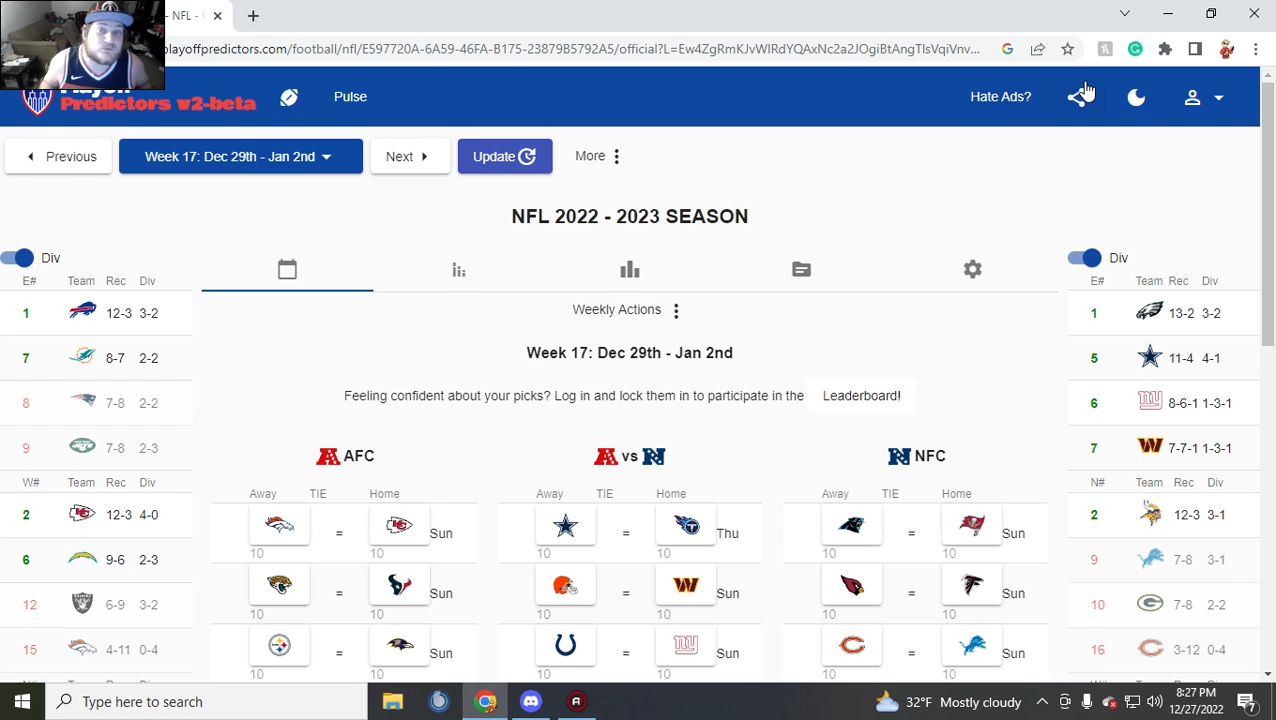 - NFL -
playoffpredictors.com/football/nfl/E597720A-6A59-46FA-B175-23879B5792A5/official?L=Ew4ZgRmKJvWIRdYQAxNc2a2JOgiBtAngTIsVqiVnv...
Predictors v2-beta
Pulse
Hate Ads?
Previous
Week 17: Dec 29th - Jan 2nd
Next
Update
More
NFL 2022 - 2023 SEASON
Div
Div
E# Team Rec Div
1 12-3 3-2
7 8-7 2-2
8 7-8 2-2
9 7-8 2-3
W# Team Rec Div
2 12-3 4-0
6 9-6 2-3
12 6-9 3-2
15 4-11 0-4
Weekly Actions
Week 17: Dec 29th - Jan 2nd
Feeling confident about your picks? Log in and lock them in to participate in the Leaderboard!
AFC
Away TIE Home
= Sun
10 10
= Sun
10 10
= Sun
10 10
vs
Away TIE Home
= Thu
10 10
= Sun
10 10
= Sun
10 10
NFC
Away TIE Home
= Sun
10 10
= Sun
10 10
= Sun
10 10
E# Team Rec Div
1 13-2 3-2
5 11-4 4-1
6 8-6-1 1-3-1
7 7-7-1 1-3-1
N# Team Rec Div
2 12-3 3-1
9 7-8 3-1
10 7-8 2-2
16 3-12 0-4
Type here to search
32°F Mostly cloudy
8:27 PM
12/27/2022
7